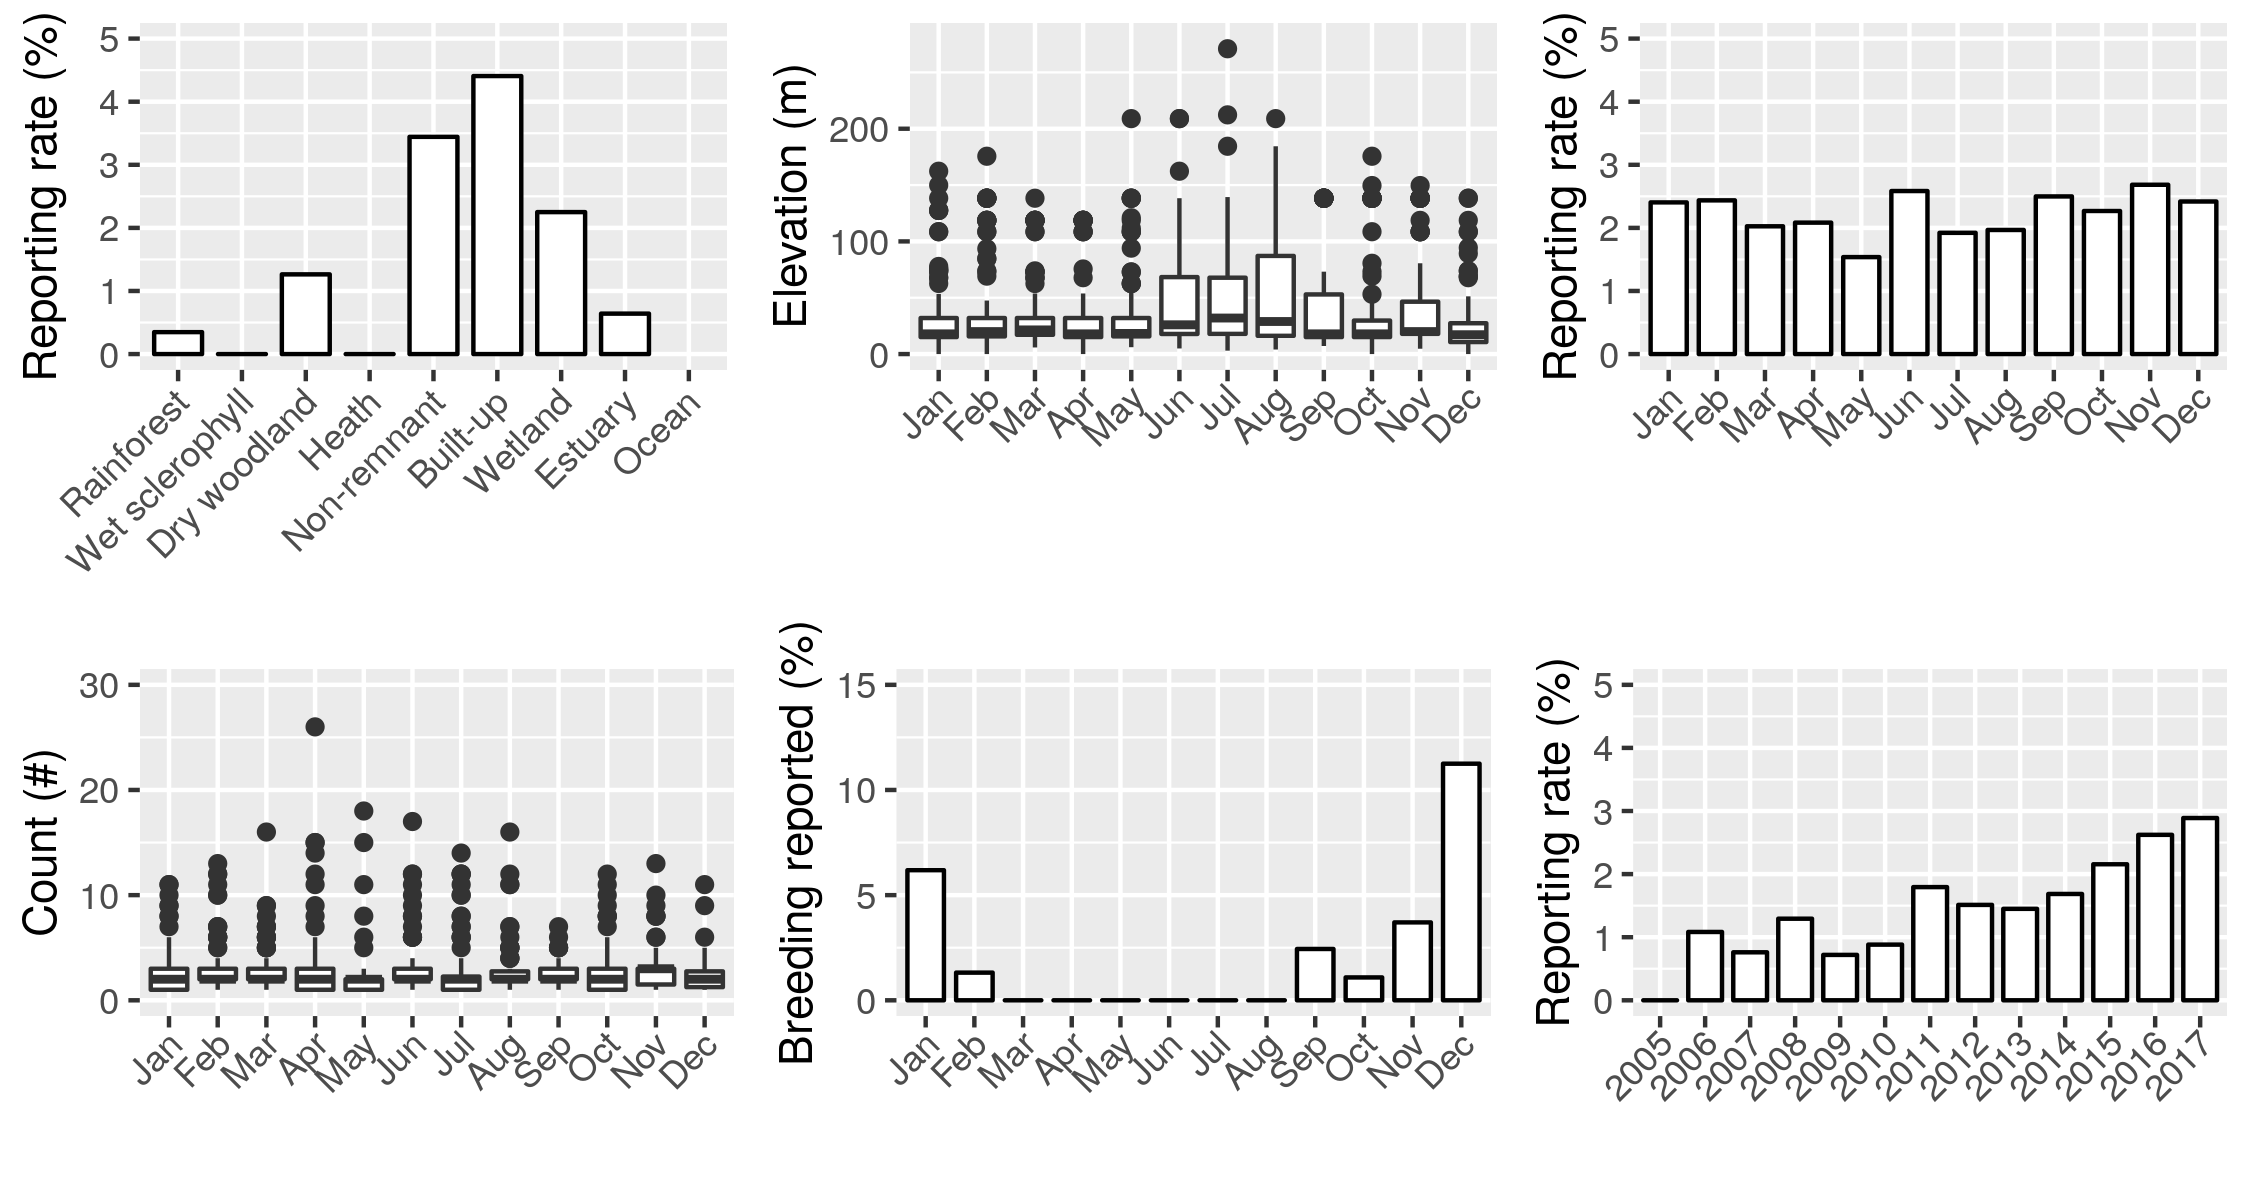 Reporting rate (%)
5
4
3
2
1
0
Rainforest
Wet sclerophyll
Dry woodland
Heath
Non-remnant
Built-up
Wetland
Estuary
Ocean
Elevation (m)
200
100
0
Jan
Feb
Mar
Apr
May
Jun
Jul
Aug
Sep
Oct
Nov
Dec
Reporting rate (%)
5
4
3
2
1
0
Jan
Feb
Mar
Apr
May
Jun
Jul
Aug
Sep
Oct
Nov
Dec
Count (#)
30
20
10
0
Jan
Feb
Mar
Apr
May
Jun
Jul
Aug
Sep
Oct
Nov
Dec
Breeding reported (%)
15
10
5
0
Jan
Feb
Mar
Apr
May
Jun
Jul
Aug
Sep
Oct
Nov
Dec
Reporting rate (%)
5
4
3
2
1
0
2005
2006
2007
2008
2009
2010
2011
2012
2013
2014
2015
2016
2017